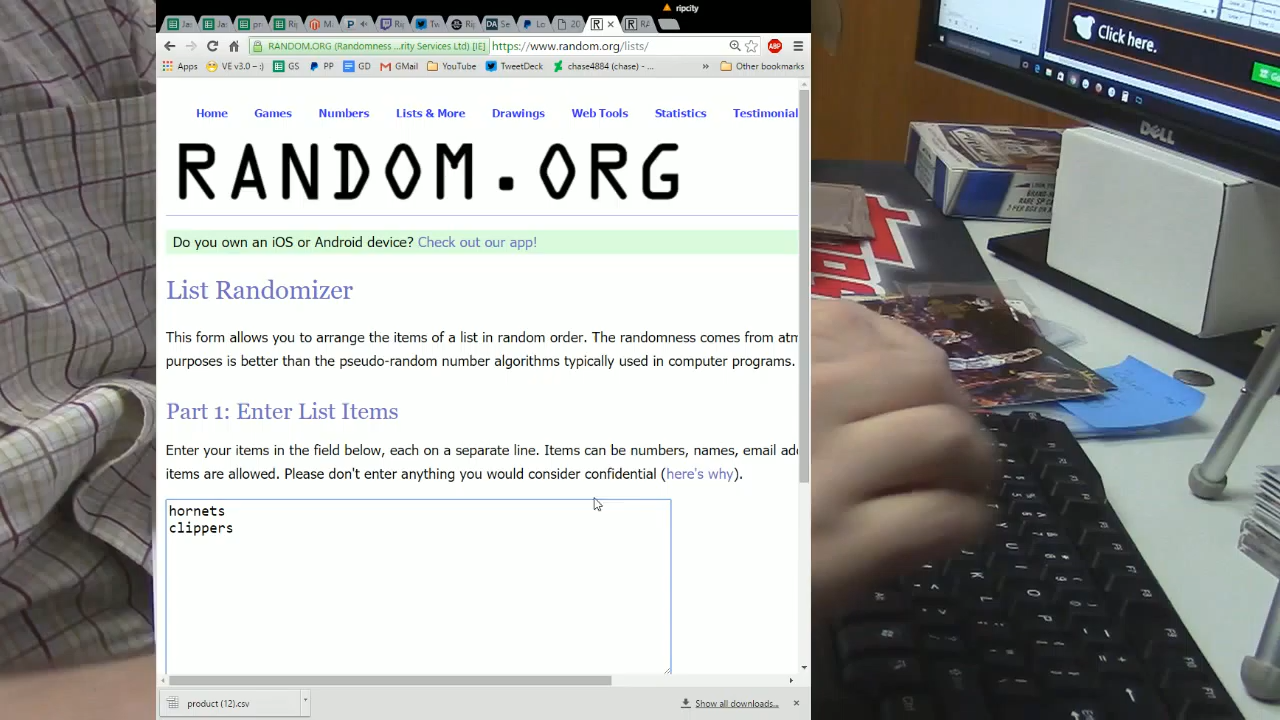 ripcity
RANDOM.ORG (Randomness ...rity Services Ltd) [IE] https://www.random.org/lists/
Apps VE v3.0 ~ :) GS PP GD GMail YouTube TweetDeck chase4884 (chase) - ... » Other bookmarks
Home Games Numbers Lists & More Drawings Web Tools Statistics Testimonial
RANDOM.ORG
Do you own an iOS or Android device? Check out our app!
List Randomizer
This form allows you to arrange the items of a list in random order. The randomness comes from atm
purposes is better than the pseudo-random number algorithms typically used in computer programs.
Part 1: Enter List Items
Enter your items in the field below, each on a separate line. Items can be numbers, names, email ad
items are allowed. Please don't enter anything you would consider confidential (here's why).
hornets
clippers
product (12).csv
Show all downloads...
Click here.
DELL